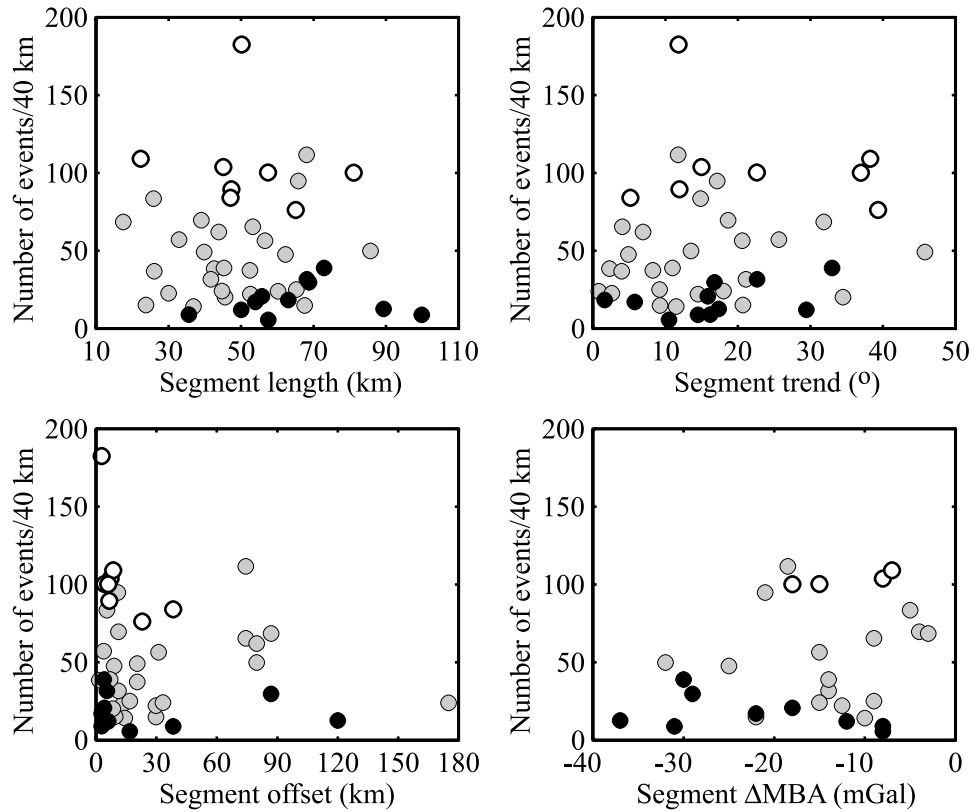 200
150
100
50
0
Number of events/40 km
10 30 50 70 90 110
Segment length (km)
200
150
100
50
0
Number of events/40 km
0 10 20 30 40 50
Segment trend (º)
200
150
100
50
0
Number of events/40 km
0 30 60 90 120 150 180
Segment offset (km)
200
150
100
50
0
Number of events/40 km
-40 -30 -20 -10 0
Segment ΔMBA (mGal)